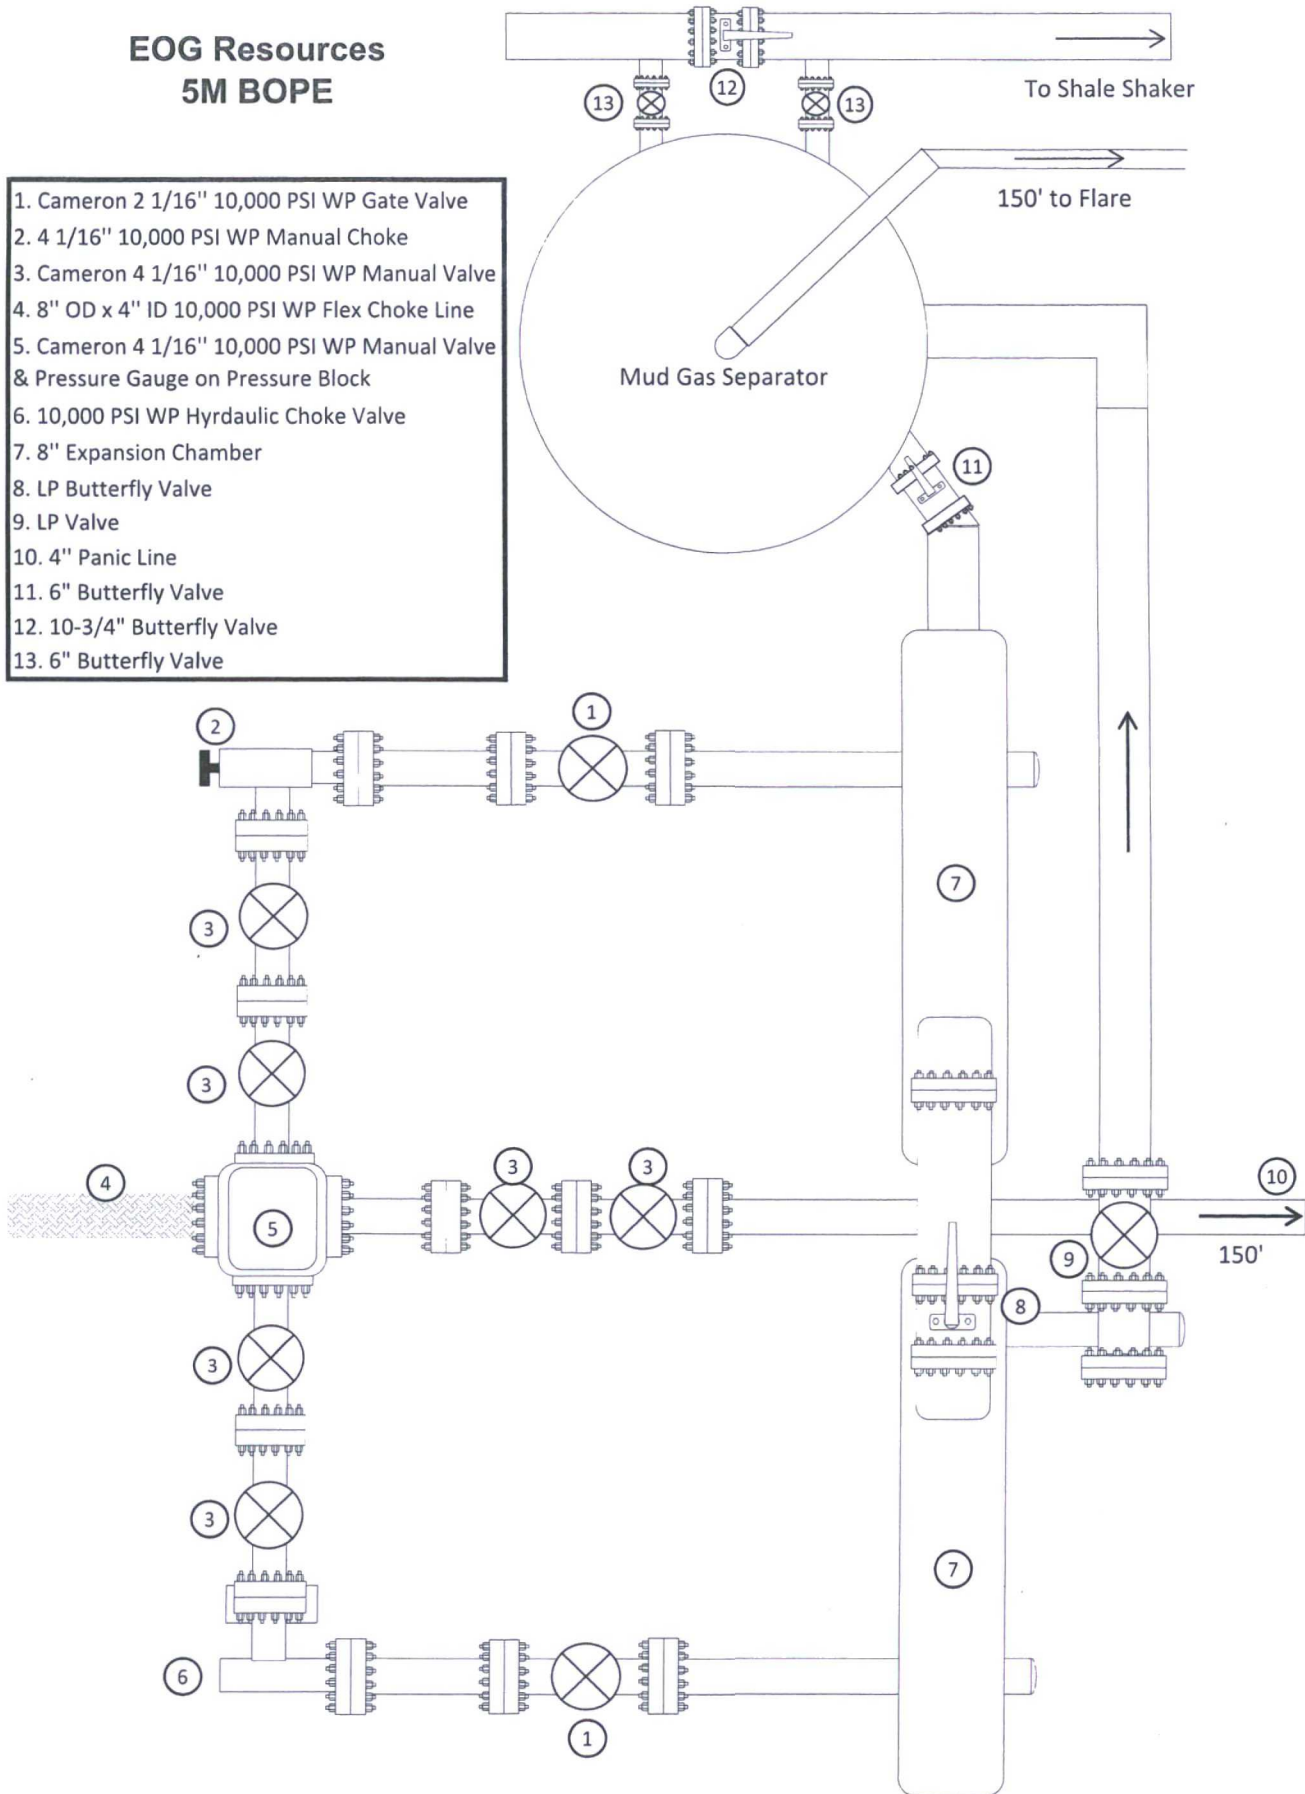 EOG Resources
5M BOPE
12
13
13
To Shale Shaker
150' to Flare
1. Cameron 2 1/16'' 10,000 PSI WP Gate Valve
2. 4 1/16'' 10,000 PSI WP Manual Choke
3. Cameron 4 1/16'' 10,000 PSI WP Manual Valve
4. 8'' OD x 4'' ID 10,000 PSI WP Flex Choke Line
5. Cameron 4 1/16'' 10,000 PSI WP Manual Valve
& Pressure Gauge on Pressure Block
6. 10,000 PSI WP Hyrdaulic Choke Valve
7. 8'' Expansion Chamber
8. LP Butterfly Valve
9. LP Valve
10. 4'' Panic Line
11. 6" Butterfly Valve
12. 10-3/4" Butterfly Valve
13. 6" Butterfly Valve
Mud Gas Separator
11
2
1
7
3
3
4
3
3
10
5
9
150'
8
3
3
7
6
1